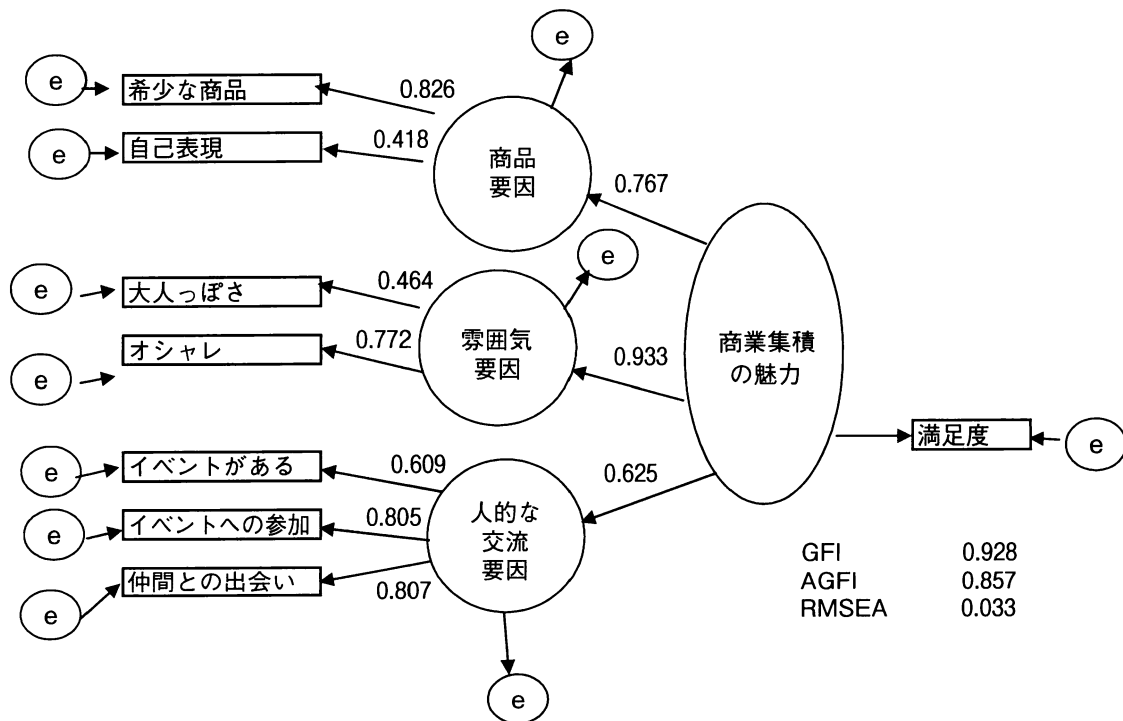 e
e
希少な商品
0.826
e
自己表現
0.418
商品
要因
0.767
e
e
大人っぽさ
0.464
e
オシャレ
0.772
雰囲気
要因
0.933
商業集積
の魅力
満足度
e
e
イベントがある
0.609
0.625
e
イベントへの参加
0.805
人的な
交流
要因
e
仲間との出会い
0.807
e
GFI 0.928
AGFI 0.857
RMSEA 0.033